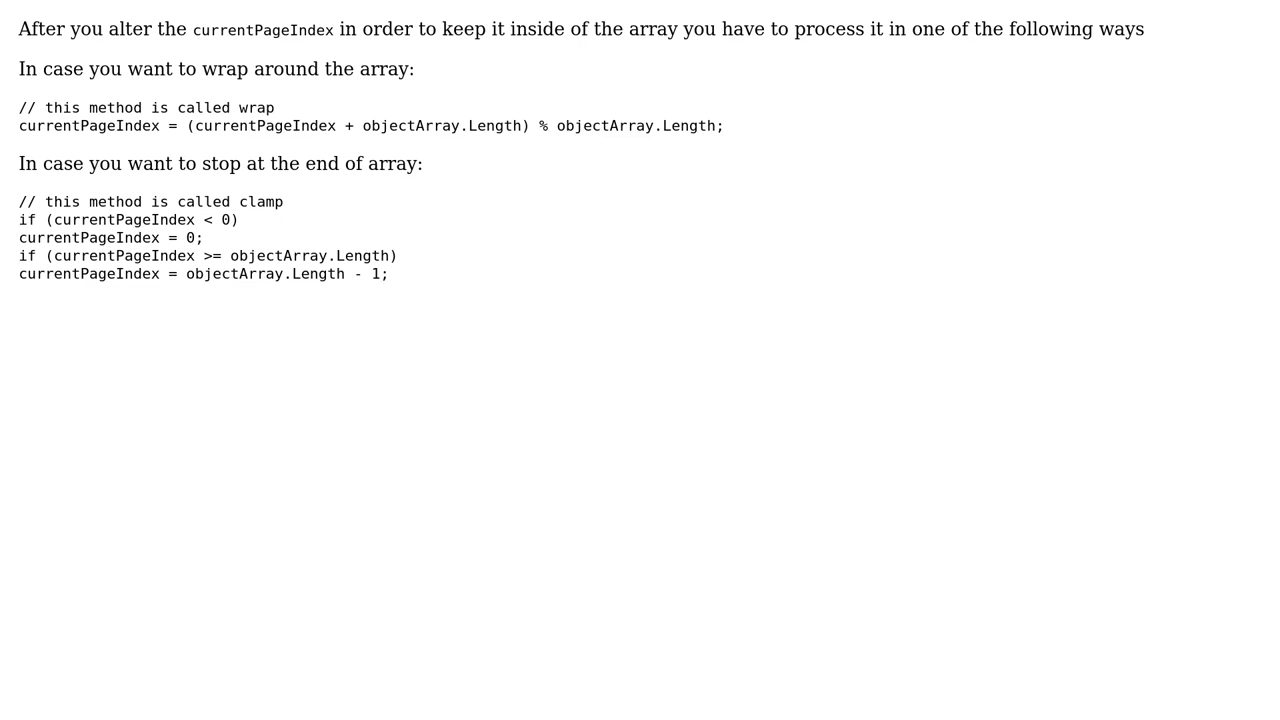 After you alter the currentPageIndex in order to keep it inside of the array you have to process it in one of the following ways
In case you want to wrap around the array:
// this method is called wrap
currentPageIndex = (currentPageIndex + objectArray.Length) % objectArray.Length;
In case you want to stop at the end of array:
// this method is called clamp
if (currentPageIndex < 0)
currentPageIndex = 0;
if (currentPageIndex >= objectArray.Length)
currentPageIndex = objectArray.Length - 1;